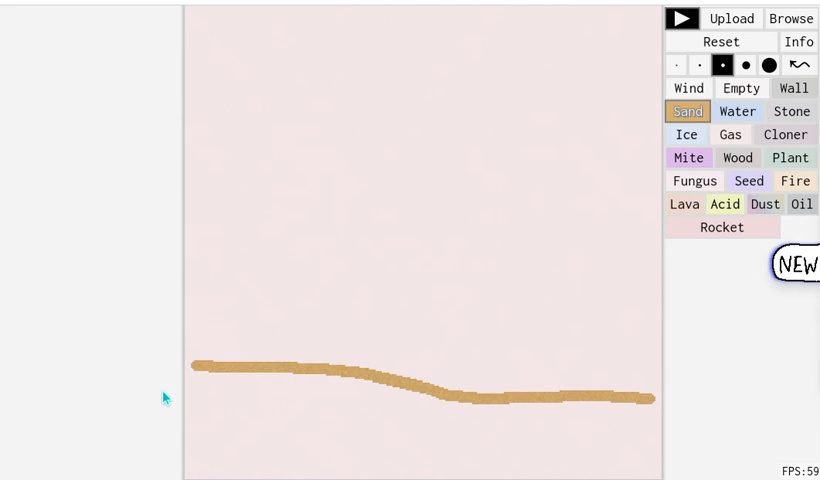 Upload Browse
Reset Info
Wind Empty Wall
Sand Water Stone
Ice Gas Cloner
Mite Wood Plant
Fungus Seed Fire
Lava Acid Dust Oil
Rocket
NEW
FPS:59